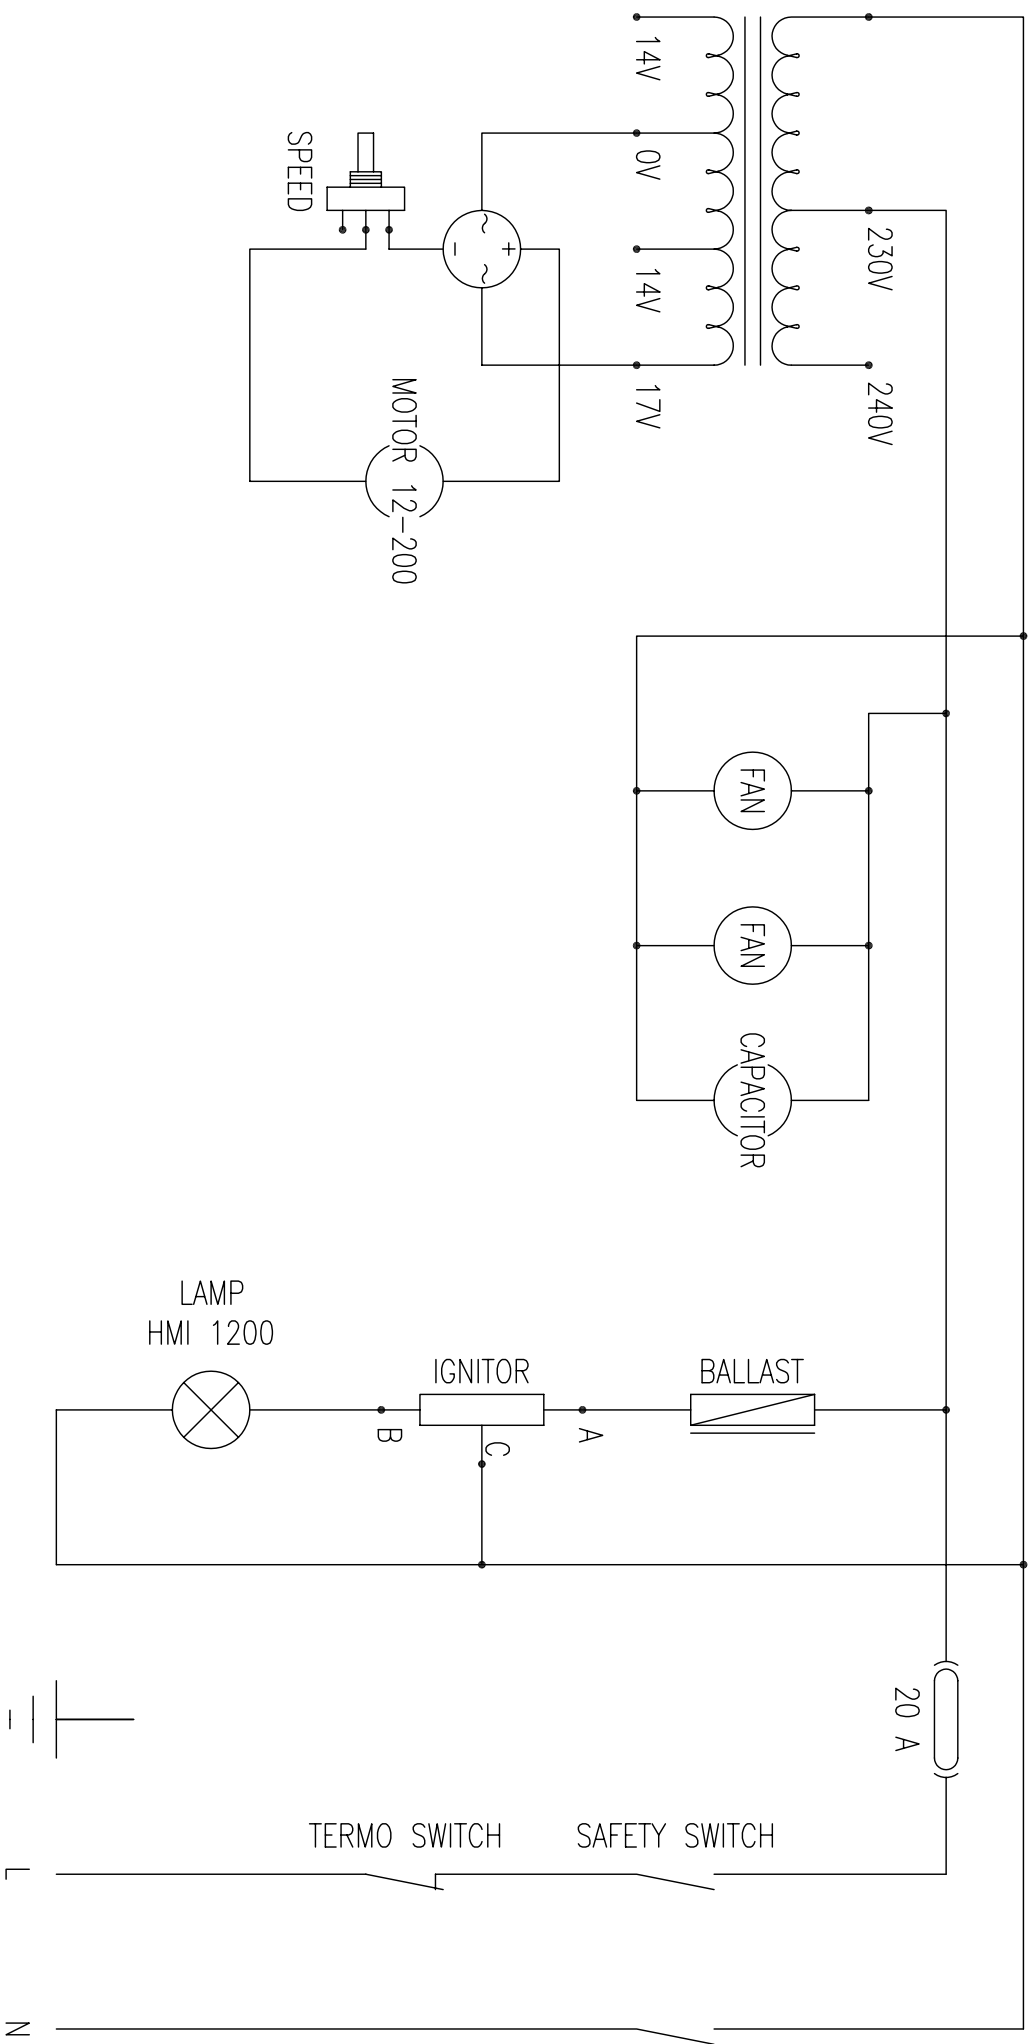 14V
0V
14V
17V
230V
240V
SPEED
+
-
~
~
MOTOR 12-200
FAN
FAN
CAPACITOR
LAMP
HMI 1200
IGNITOR
BALLAST
A
B
C
20 A
TERMO SWITCH
SAFETY SWITCH
L
N